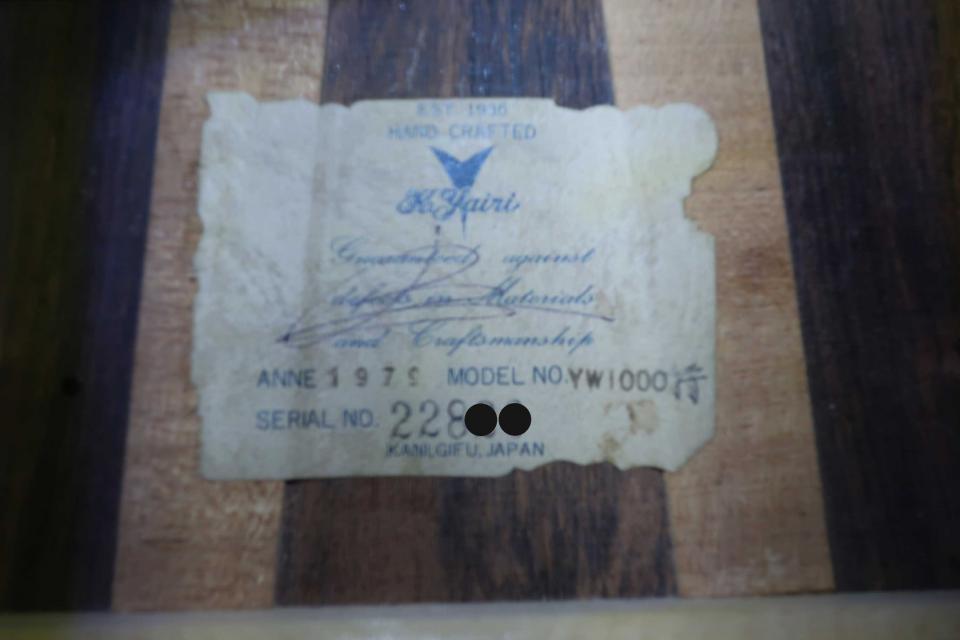 EST 1935
HAND CRAFTED
K.Yairi
Guaranteed against
defects in Materials
and Craftsmanship
ANNE 1979 MODEL NO. YW1000 特
SERIAL NO. 228
KANI, GIFU, JAPAN